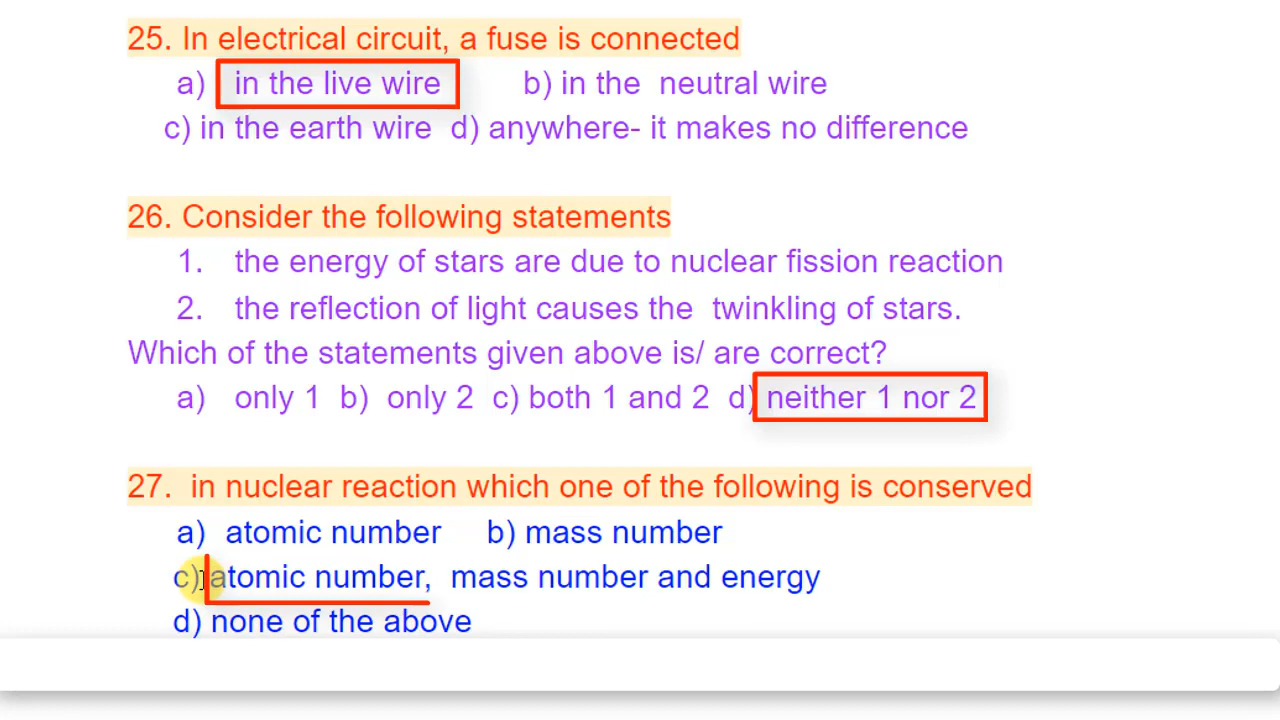 25. In electrical circuit, a fuse is connected
a) in the live wire b) in the neutral wire
c) in the earth wire d) anywhere- it makes no difference
26. Consider the following statements
1. the energy of stars are due to nuclear fission reaction
2. the reflection of light causes the twinkling of stars.
Which of the statements given above is/ are correct?
a) only 1 b) only 2 c) both 1 and 2 d) neither 1 nor 2
27. in nuclear reaction which one of the following is conserved
a) atomic number b) mass number
c) atomic number, mass number and energy
d) none of the above